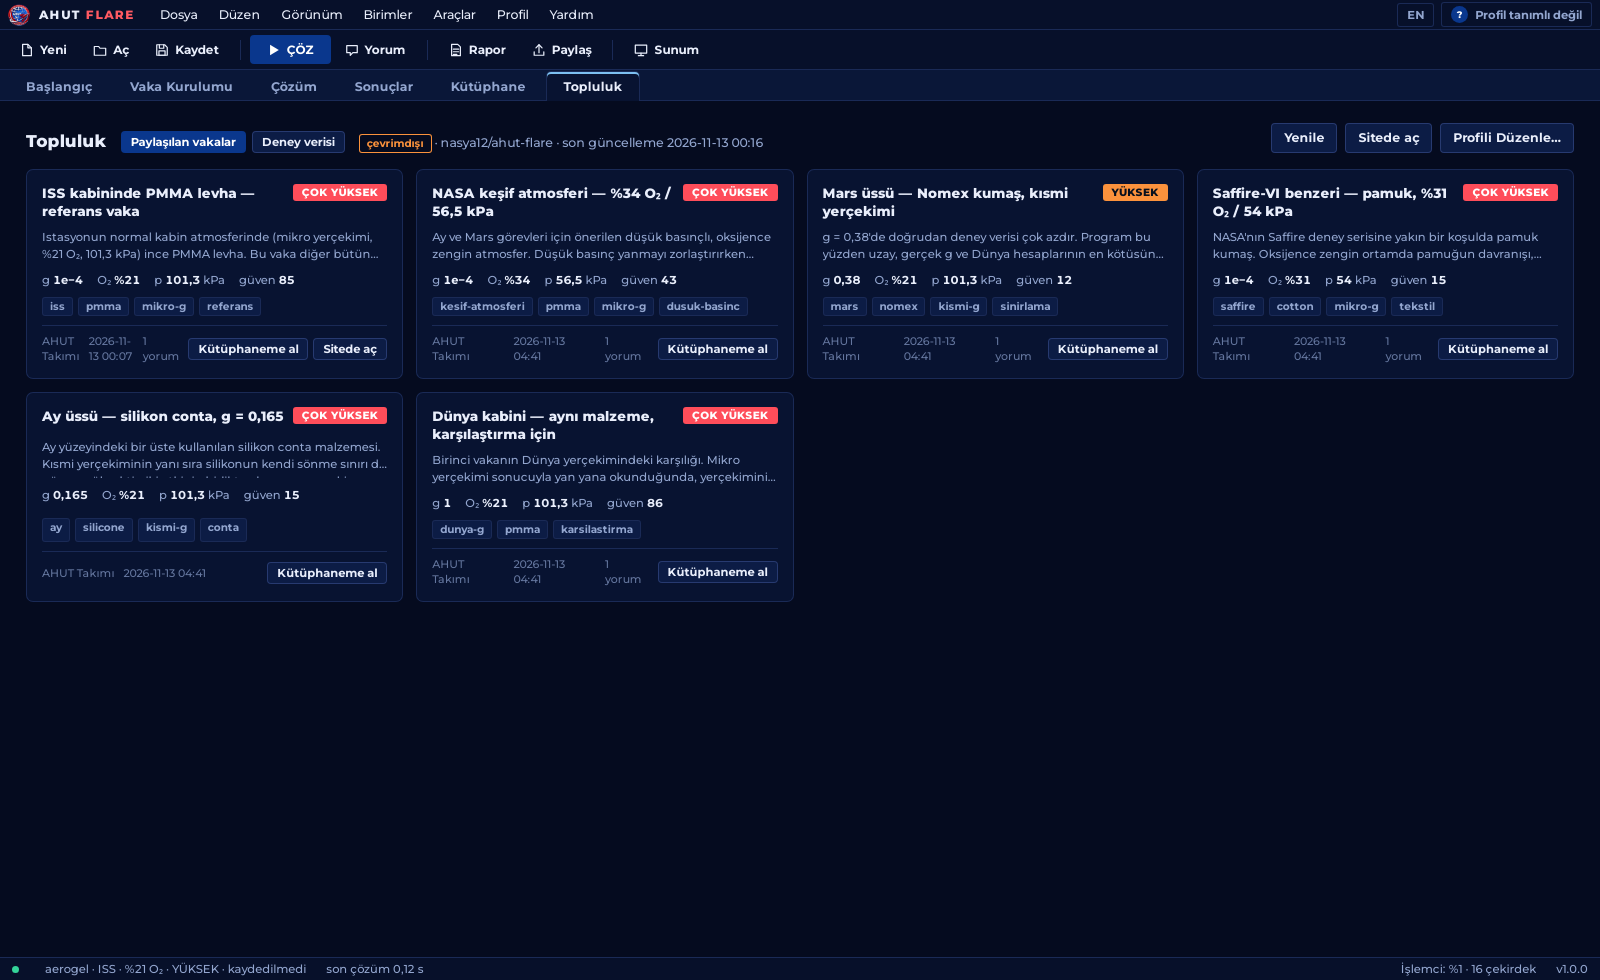 AHUT FLARE Dosya Düzen Görünüm Birimler Araçlar Profil Yardım EN ? Profil tanımlı değil
Yeni Aç Kaydet ÇÖZ Yorum Rapor Paylaş Sunum
Başlangıç Vaka Kurulumu Çözüm Sonuçlar Kütüphane Topluluk
Topluluk Paylaşılan vakalar Deney verisi çevrimdışı · nasya12/ahut-flare · son güncelleme 2026-11-13 00:16 Yenile Sitede aç Profili Düzenle...
ISS kabininde PMMA levha — referans vaka
ÇOK YÜKSEK
Istasyonun normal kabin atmosferinde (mikro yerçekimi,
%21 O₂, 101,3 kPa) ince PMMA levha. Bu vaka diğer bütün...
g 1e−4 O₂ %21 p 101,3 kPa güven 85
iss pmma mikro-g referans
AHUT Takımı 2026-11-13 00:07 1 yorum Kütüphaneme al Sitede aç
NASA keşif atmosferi — %34 O₂ / 56,5 kPa
ÇOK YÜKSEK
Ay ve Mars görevleri için önerilen düşük basınçlı, oksijence
zengin atmosfer. Düşük basınç yanmayı zorlaştırırken...
g 1e−4 O₂ %34 p 56,5 kPa güven 43
kesif-atmosferi pmma mikro-g dusuk-basinc
AHUT Takımı 2026-11-13 04:41 1 yorum Kütüphaneme al
Mars üssü — Nomex kumaş, kısmi yerçekimi
YÜKSEK
g = 0,38'de doğrudan deney verisi çok azdır. Program bu
yüzden uzay, gerçek g ve Dünya hesaplarının en kötüsün...
g 0,38 O₂ %21 p 101,3 kPa güven 12
mars nomex kismi-g sinirlama
AHUT Takımı 2026-11-13 04:41 1 yorum Kütüphaneme al
Saffire-VI benzeri — pamuk, %31 O₂ / 54 kPa
ÇOK YÜKSEK
NASA'nın Saffire deney serisine yakın bir koşulda pamuk
kumaş. Oksijence zengin ortamda pamuğun davranışı,...
g 1e−4 O₂ %31 p 54 kPa güven 15
saffire cotton mikro-g tekstil
AHUT Takımı 2026-11-13 04:41 1 yorum Kütüphaneme al
Ay üssü — silikon conta, g = 0,165
ÇOK YÜKSEK
Ay yüzeyindeki bir üste kullanılan silikon conta malzemesi.
Kısmi yerçekiminin yanı sıra silikonun kendi sönme sınırı d...
g 0,165 O₂ %21 p 101,3 kPa güven 15
ay silicone kismi-g conta
AHUT Takımı 2026-11-13 04:41 Kütüphaneme al
Dünya kabini — aynı malzeme, karşılaştırma için
ÇOK YÜKSEK
Birinci vakanın Dünya yerçekimindeki karşılığı. Mikro
yerçekimi sonucuyla yan yana okunduğunda, yerçekimini...
g 1 O₂ %21 p 101,3 kPa güven 86
dunya-g pmma karsilastirma
AHUT Takımı 2026-11-13 04:41 1 yorum Kütüphaneme al
aerogel · ISS · %21 O₂ · YÜKSEK · kaydedilmedi son çözüm 0,12 s İşlemci: %1 · 16 çekirdek v1.0.0